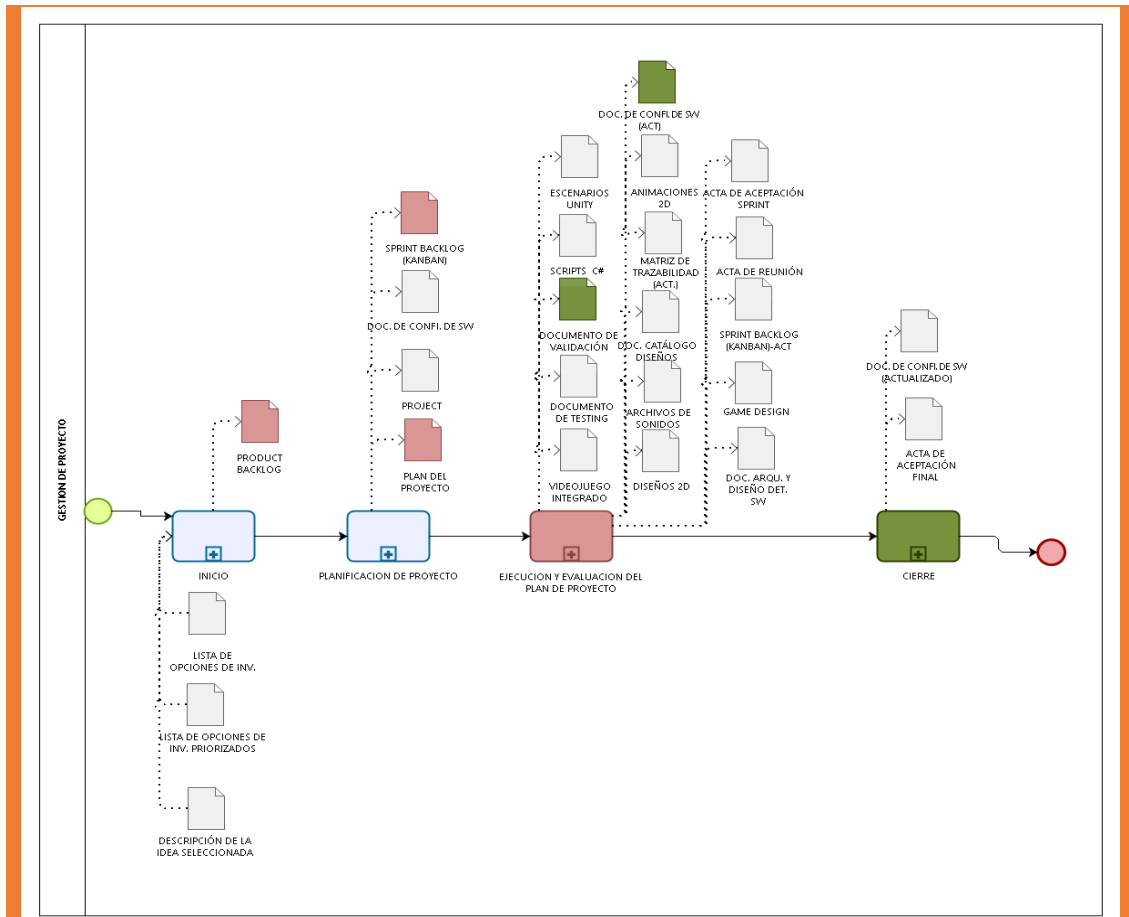 GESTION DE PROYECTO
DOC. DE CONFI.DE SW
(ACT)
ESCENARIOS
UNITY
ANIMACIONES
2D
ACTA DE ACEPTACIÓN
SPRINT
SPRINT BACKLOG
(KANBAN)
SCRIPTS C#
MATRIZ DE
TRAZABILIDAD
(ACT.)
ACTA DE REUNIÓN
DOC. DE CONFI. DE SW
DOCUMENTO DE
VALIDACIÓN
DOC. CATÁLOGO
DISEÑOS
SPRINT BACKLOG
(KANBAN)-ACT
DOC. DE CONFI.DE SW
(ACTUALIZADO)
PROJECT
DOCUMENTO
DE TESTING
ARCHIVOS DE
SONIDOS
GAME DESIGN
PRODUCT
BACKLOG
PLAN DEL
PROYECTO
VIDEOJUEGO
INTEGRADO
DISEÑOS 2D
DOC. ARQU. Y
DISEÑO DET.
SW
ACTA DE
ACEPTACIÓN
FINAL
INICIO
PLANIFICACION DE PROYECTO
EJECUCION Y EVALUACION DEL
PLAN DE PROYECTO
CIERRE
LISTA DE
OPCIONES DE INV.
LISTA DE OPCIONES DE
INV. PRIORIZADOS
DESCRIPCIÓN DE LA
IDEA SELECCIONADA